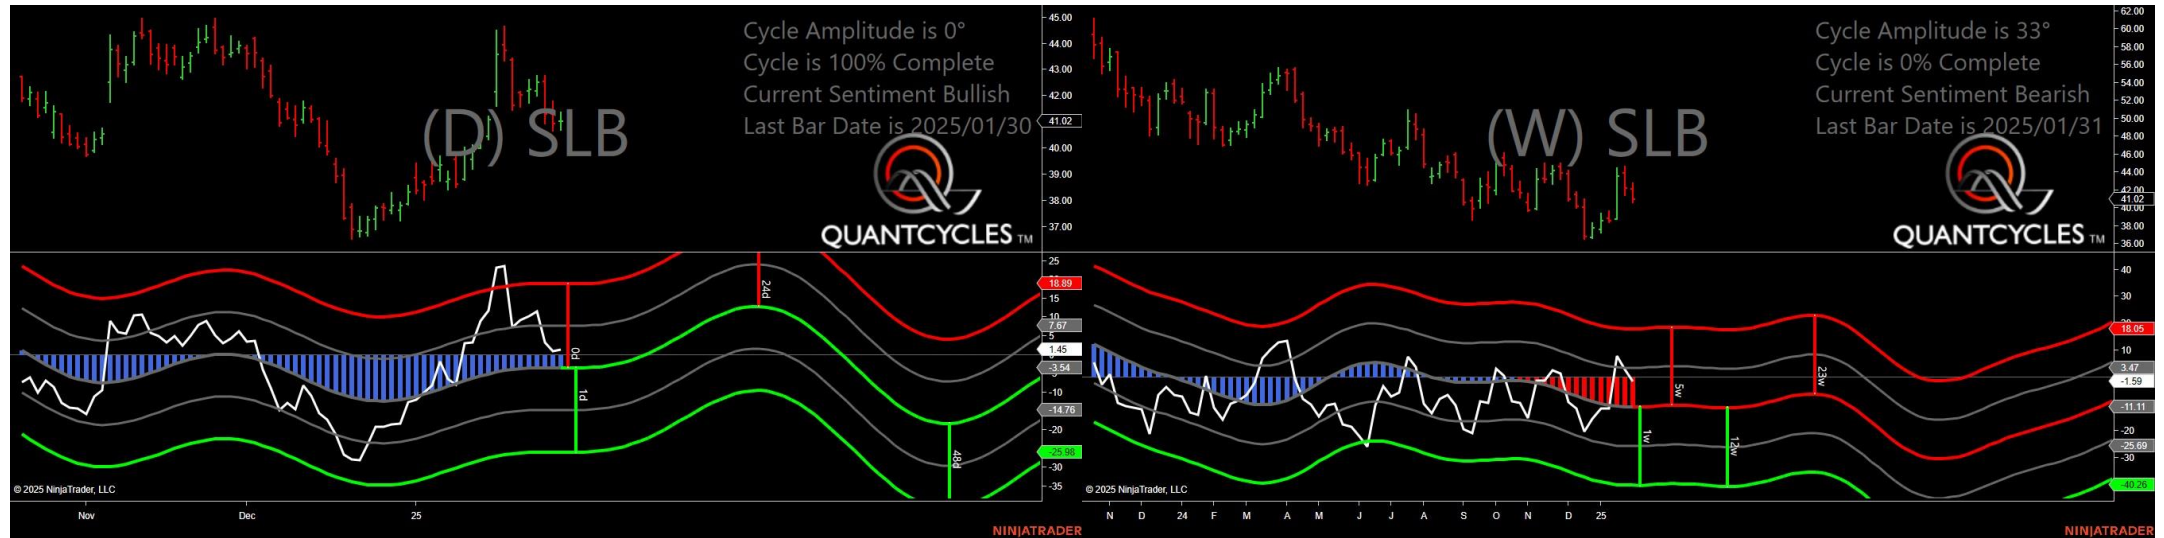 Cycle Amplitude is 0°
Cycle is 100% Complete
Current Sentiment Bullish
Last Bar Date is 2025/01/30
(D) SLB
QUANTCYCLES TM
45.00
44.00
43.00
42.00
41.02
40.00
39.00
38.00
37.00
25
18.89
15
10
7.67
5
1.45
-3.54
-10
-14.76
-20
-25.98
-30
-35
0d
1d
24d
48d
© 2025 NinjaTrader, LLC
Nov
Dec
25
NINJATRADER
Cycle Amplitude is 33°
Cycle is 0% Complete
Current Sentiment Bearish
Last Bar Date is 2025/01/31
(W) SLB
QUANTCYCLES TM
62.00
60.00
58.00
56.00
54.00
52.00
50.00
48.00
46.00
44.00
42.00
41.02
40.00
38.00
36.00
40
30
18.05
10
3.47
-1.59
-11.11
-20
-25.69
-30
-40.26
1w
5w
12w
23w
© 2025 NinjaTrader, LLC
N D 24 F M A M J J A S O N D 25
NINJATRADER